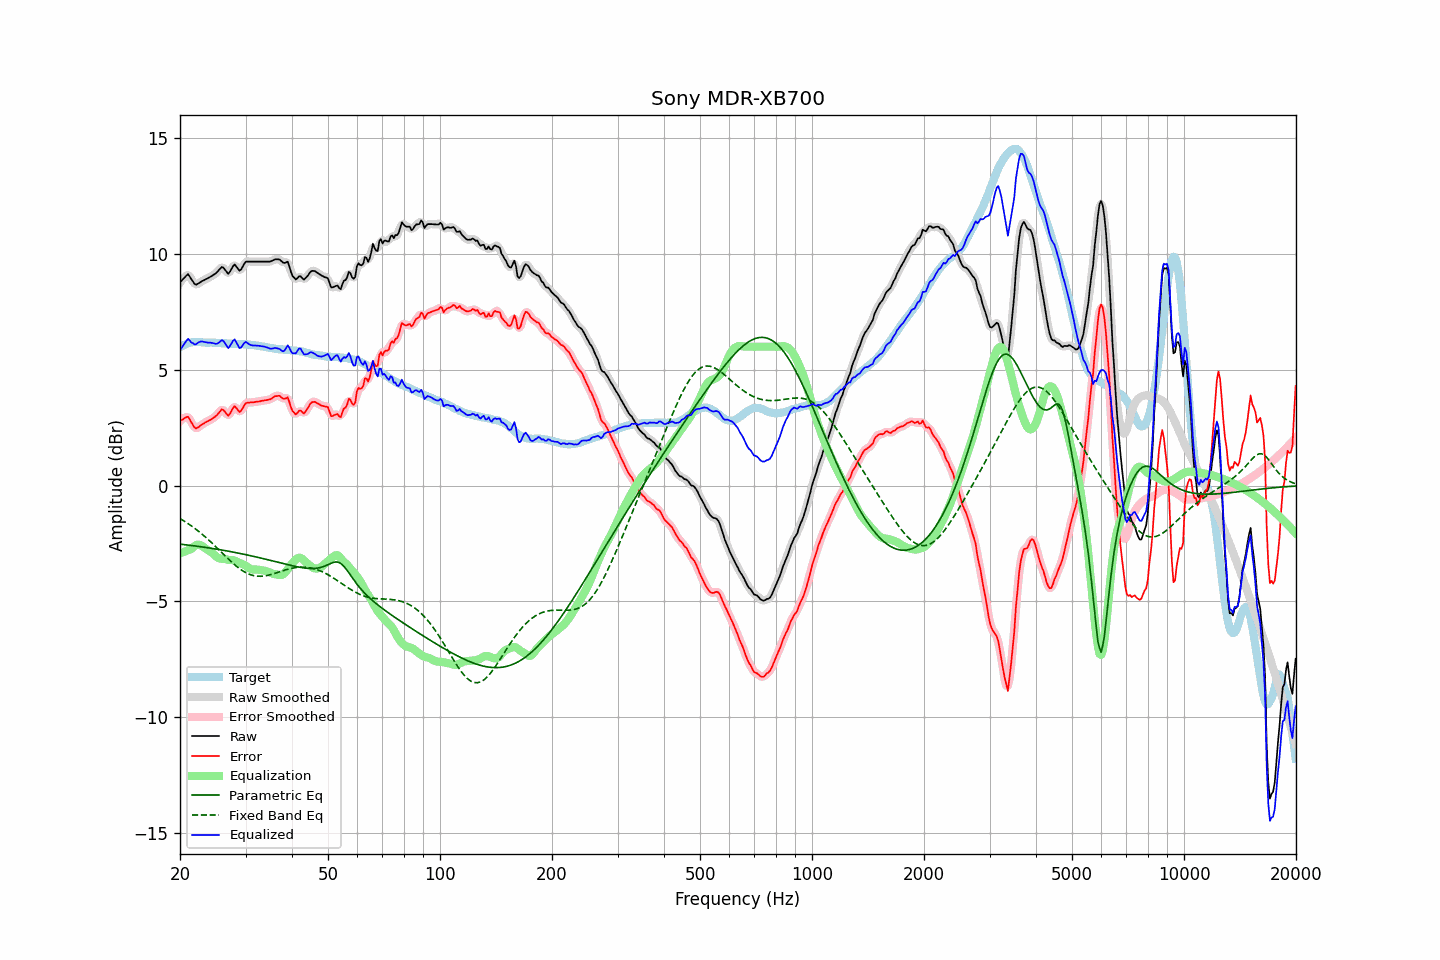 Sony MDR-XB700
Amplitude (dBr)
15
10
5
0
−5
−10
−15
Target
Raw Smoothed
Error Smoothed
Raw
Error
Equalization
Parametric Eq
Fixed Band Eq
Equalized
20 50 100 200 500 1000 2000 5000 10000 20000
Frequency (Hz)